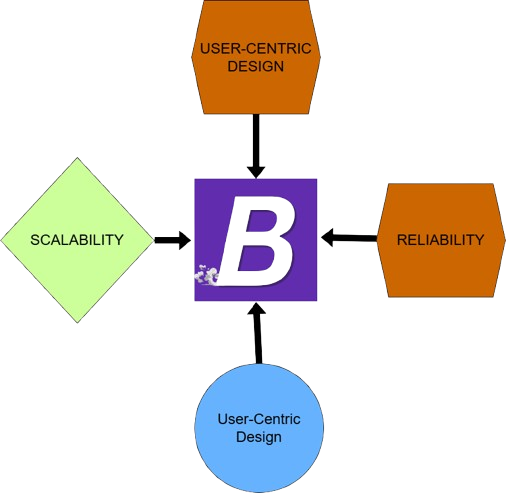 USER-CENTRIC
DESIGN
SCALABILITY
B
RELIABILITY
User-Centric
Design